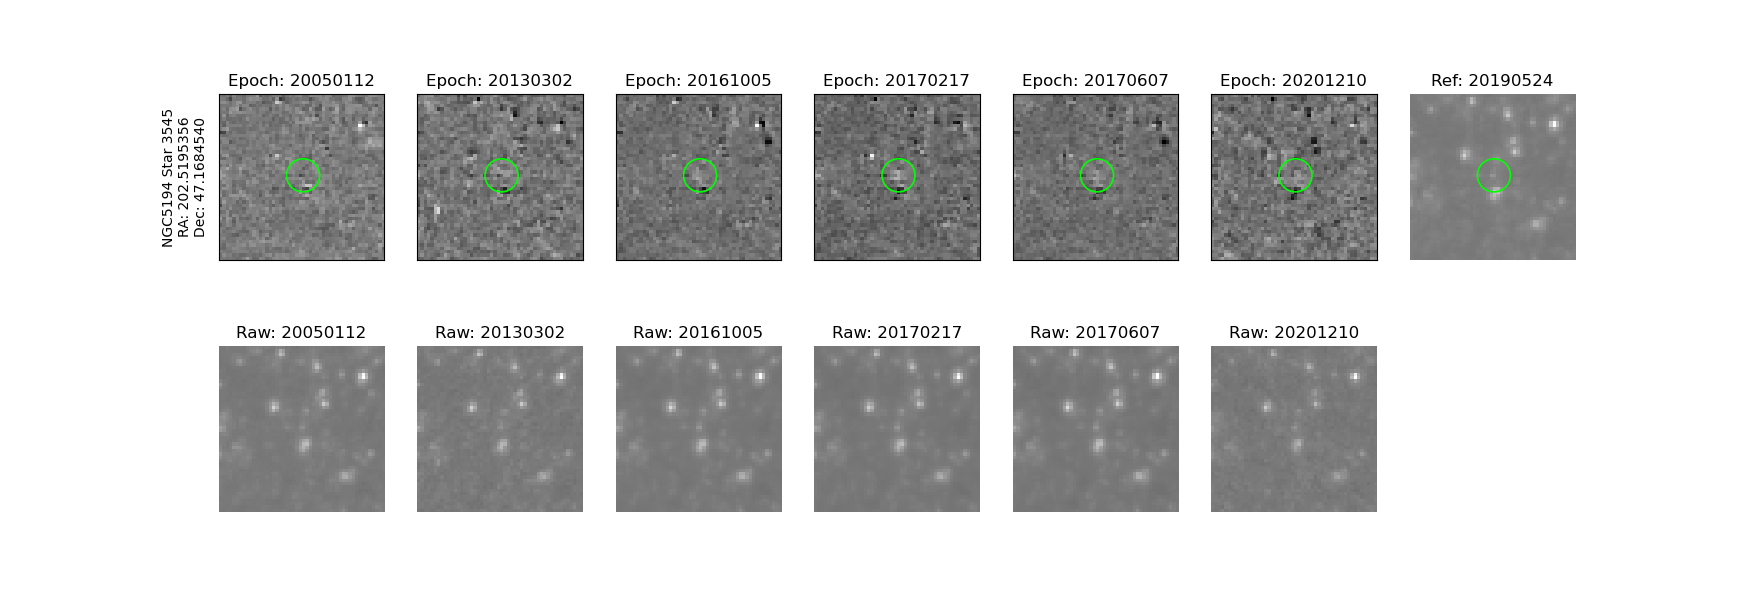 Epoch: 20050112
Epoch: 20130302
Epoch: 20161005
Epoch: 20170217
Epoch: 20170607
Epoch: 20201210
Ref: 20190524
NGC5194 Star 3545
RA: 202.5195356
Dec: 47.1684540
Raw: 20050112
Raw: 20130302
Raw: 20161005
Raw: 20170217
Raw: 20170607
Raw: 20201210